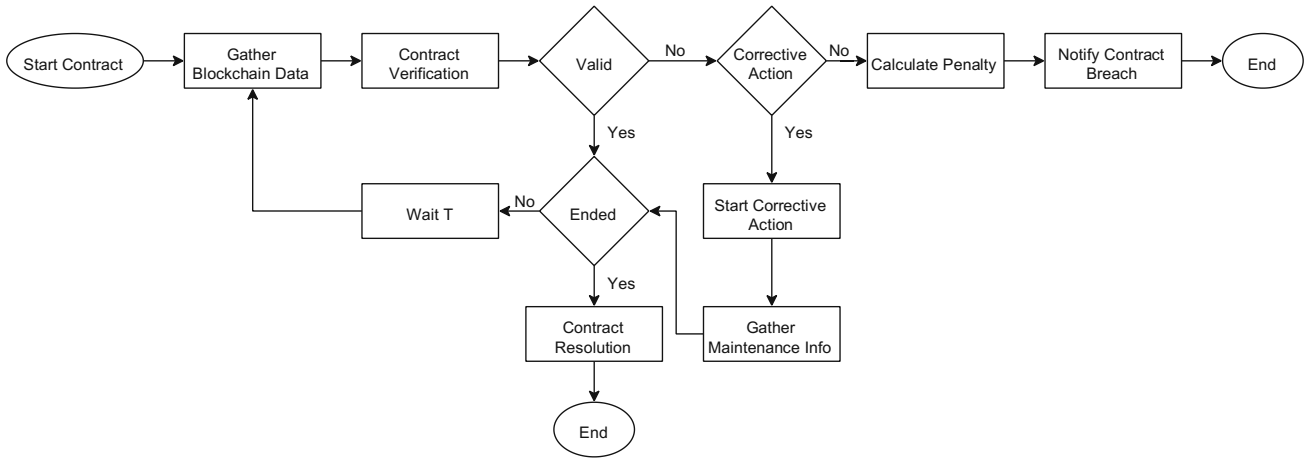 Start Contract
Gather
Blockchain Data
Contract
Verification
Valid
No
Corrective
Action
No
Calculate Penalty
Notify Contract
Breach
End
Yes
Yes
Wait T
No
Ended
Start Corrective
Action
Yes
Contract
Resolution
Gather
Maintenance Info
End